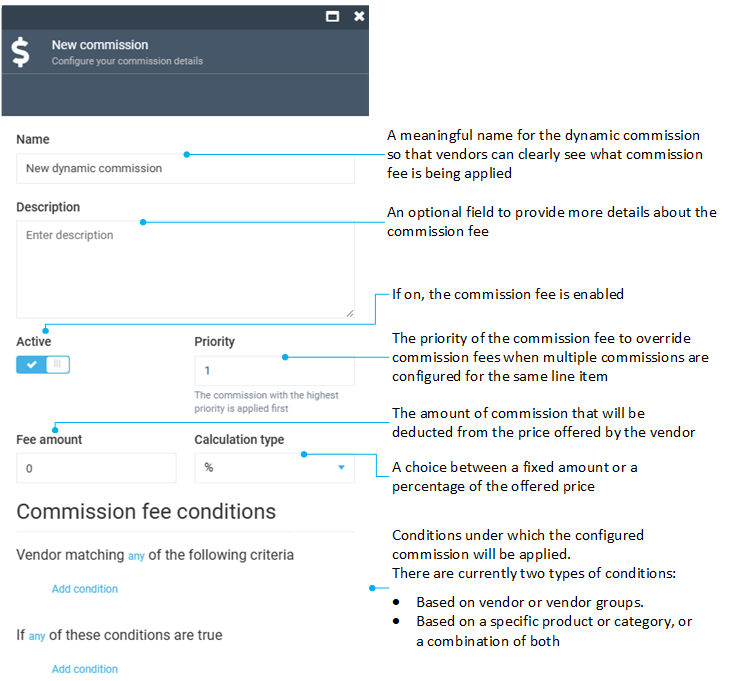 New commission
Configure your commission details
Name
New dynamic commission
A meaningful name for the dynamic commission
so that vendors can clearly see what commission
fee is being applied
Description
Enter description
An optional field to provide more details about the
commission fee
If on, the commission fee is enabled
Active
Priority
1
The commission with the highest
priority is applied first
The priority of the commission fee to override
commission fees when multiple commissions are
configured for the same line item
The amount of commission that will be
deducted from the price offered by the vendor
Fee amount
0
Calculation type
%
A choice between a fixed amount or a
percentage of the offered price
Commission fee conditions
Vendor matching any of the following criteria
Add condition
If any of these conditions are true
Add condition
Conditions under which the configured
commission will be applied.
There are currently two types of conditions:
• Based on vendor or vendor groups.
• Based on a specific product or category, or
a combination of both